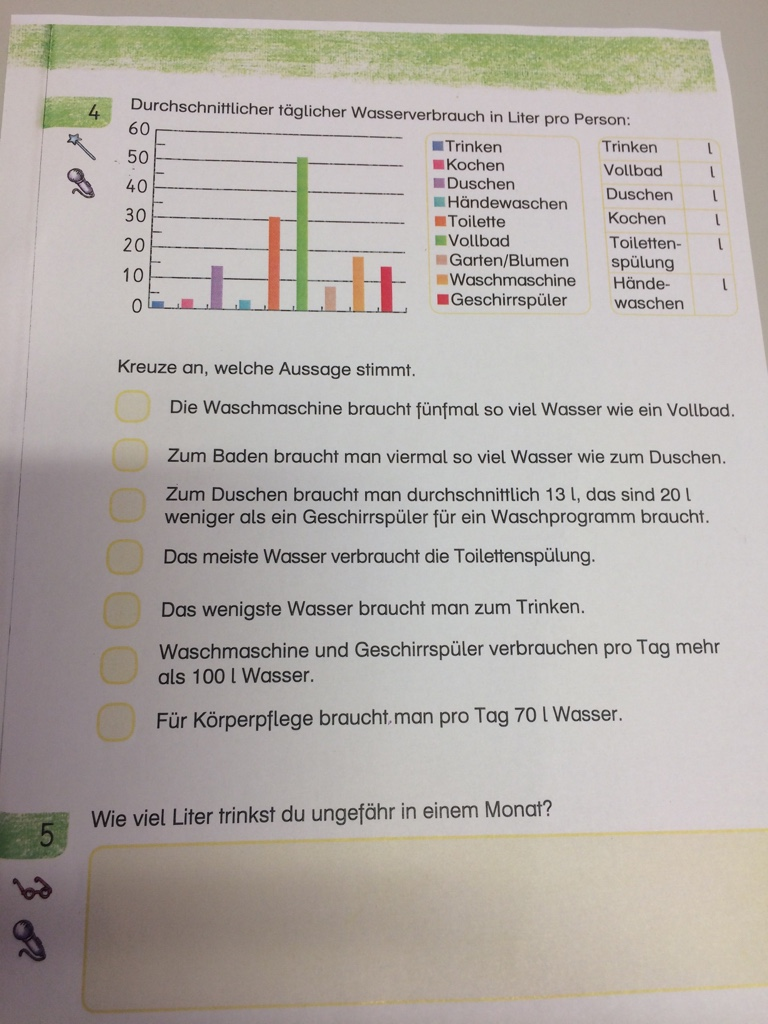 4
Durchschnittlicher täglicher Wasserverbrauch in Liter pro Person:
60
50
40
30
20
10
0
Trinken
Kochen
Duschen
Händewaschen
Toilette
Vollbad
Garten/Blumen
Waschmaschine
Geschirrspüler
Trinken l
Vollbad l
Duschen l
Kochen l
Toiletten- l
spülung
Hände- l
waschen
Kreuze an, welche Aussage stimmt.
Die Waschmaschine braucht fünfmal so viel Wasser wie ein Vollbad.
Zum Baden braucht man viermal so viel Wasser wie zum Duschen.
Zum Duschen braucht man durchschnittlich 13 l, das sind 20 l
weniger als ein Geschirrspüler für ein Waschprogramm braucht.
Das meiste Wasser verbraucht die Toilettenspülung.
Das wenigste Wasser braucht man zum Trinken.
Waschmaschine und Geschirrspüler verbrauchen pro Tag mehr
als 100 l Wasser.
Für Körperpflege braucht man pro Tag 70 l Wasser.
5
Wie viel Liter trinkst du ungefähr in einem Monat?